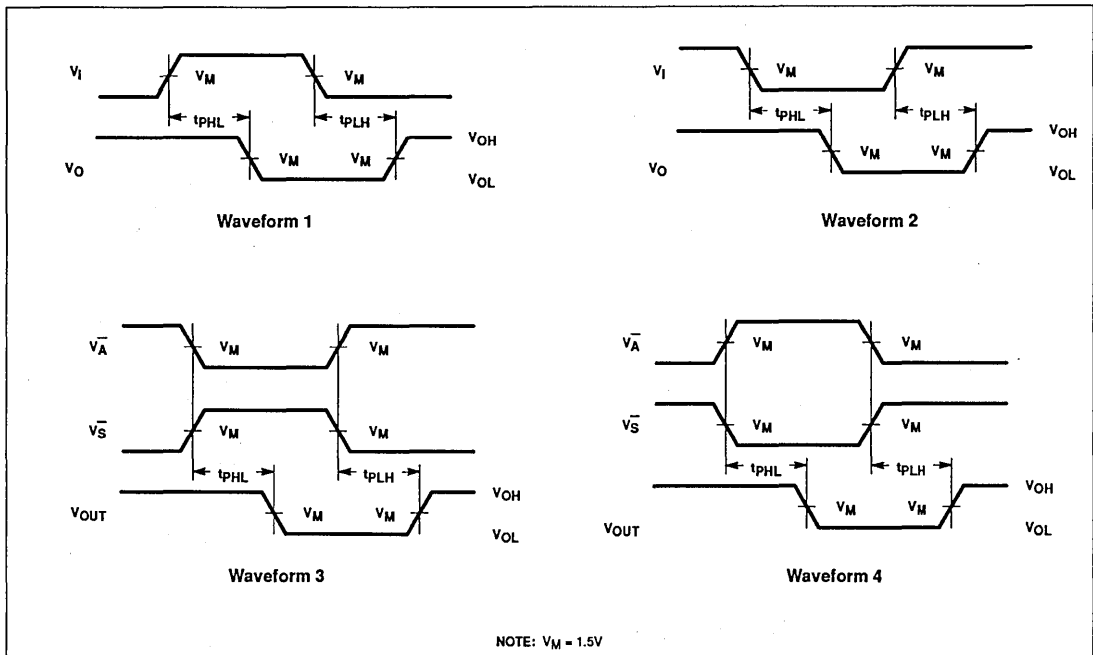 VI VM VM
tPHL tPLH
VO VM VM VOH
VOL
Waveform 1
VI VM VM
tPHL tPLH
VO VM VM VOH
VOL
Waveform 2
VA̅ VM VM
VS̅ VM VM
tPHL tPLH
VOUT VM VM VOH
VOL
Waveform 3
VA̅ VM VM
VS̅ VM VM
tPHL tPLH
VOUT VM VM VOH
VOL
Waveform 4
NOTE: VM = 1.5V